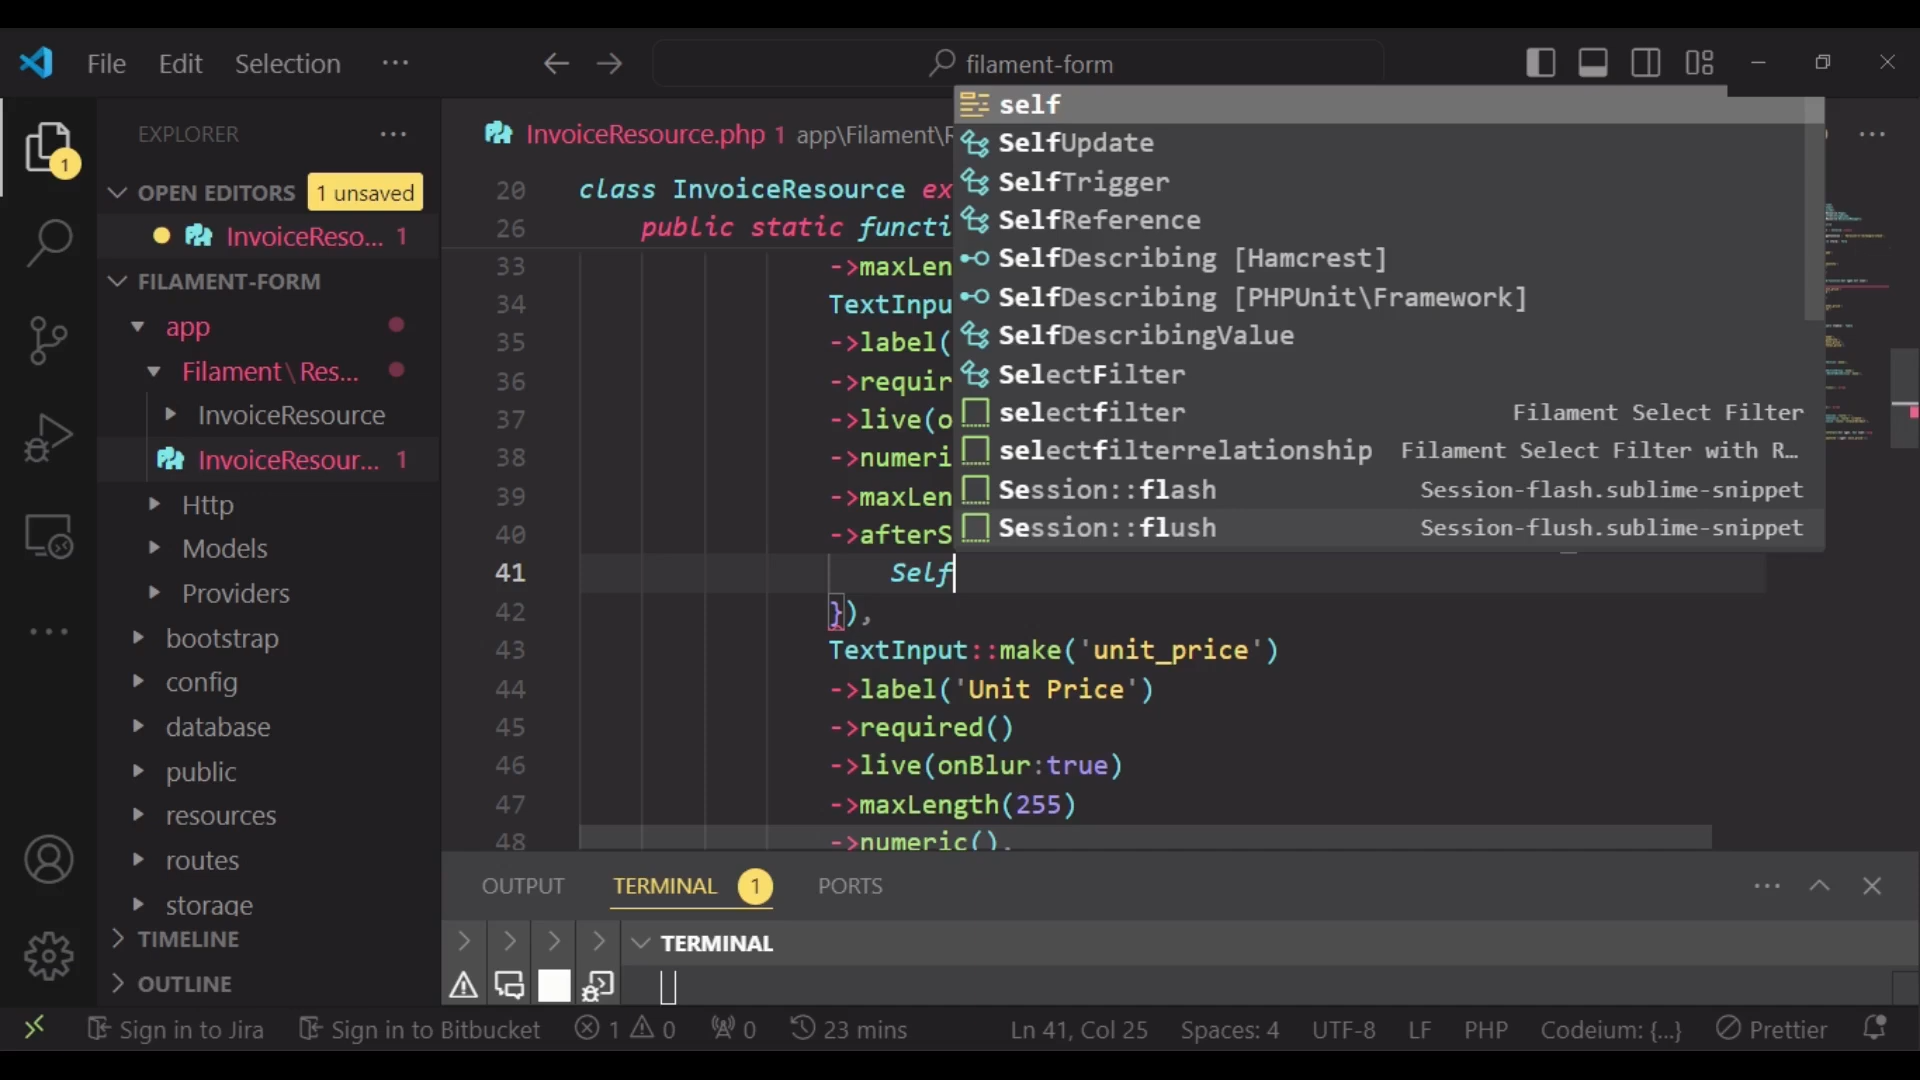 File Edit Selection ··· filament-form
EXPLORER ···
OPEN EDITORS 1 unsaved
InvoiceReso... 1
FILAMENT-FORM
app
Filament\Res...
InvoiceResource
InvoiceResour... 1
Http
Models
Providers
bootstrap
config
database
public
resources
routes
storage
TIMELINE
OUTLINE
1
InvoiceResource.php 1 app\Filament\R
20 class InvoiceResource ex
26 public static functi
33 ->maxLen
34 TextInpu
35 ->label(
36 ->requir
37 ->live(o
38 ->numeri
39 ->maxLen
40 ->afterS
41 Self
42 }),
43 TextInput::make('unit_price')
44 ->label('Unit Price')
45 ->required()
46 ->live(onBlur:true)
47 ->maxLength(255)
48 ->numeric(),
self
SelfUpdate
SelfTrigger
SelfReference
SelfDescribing [Hamcrest]
SelfDescribing [PHPUnit\Framework]
SelfDescribingValue
SelectFilter
selectfilter Filament Select Filter
selectfilterrelationship Filament Select Filter with R…
Session::flash Session-flash.sublime-snippet
Session::flush Session-flush.sublime-snippet
OUTPUT TERMINAL 1 PORTS
TERMINAL
Sign in to Jira Sign in to Bitbucket 1 0 0 23 mins Ln 41, Col 25 Spaces: 4 UTF-8 LF PHP Codeium: {...} Prettier